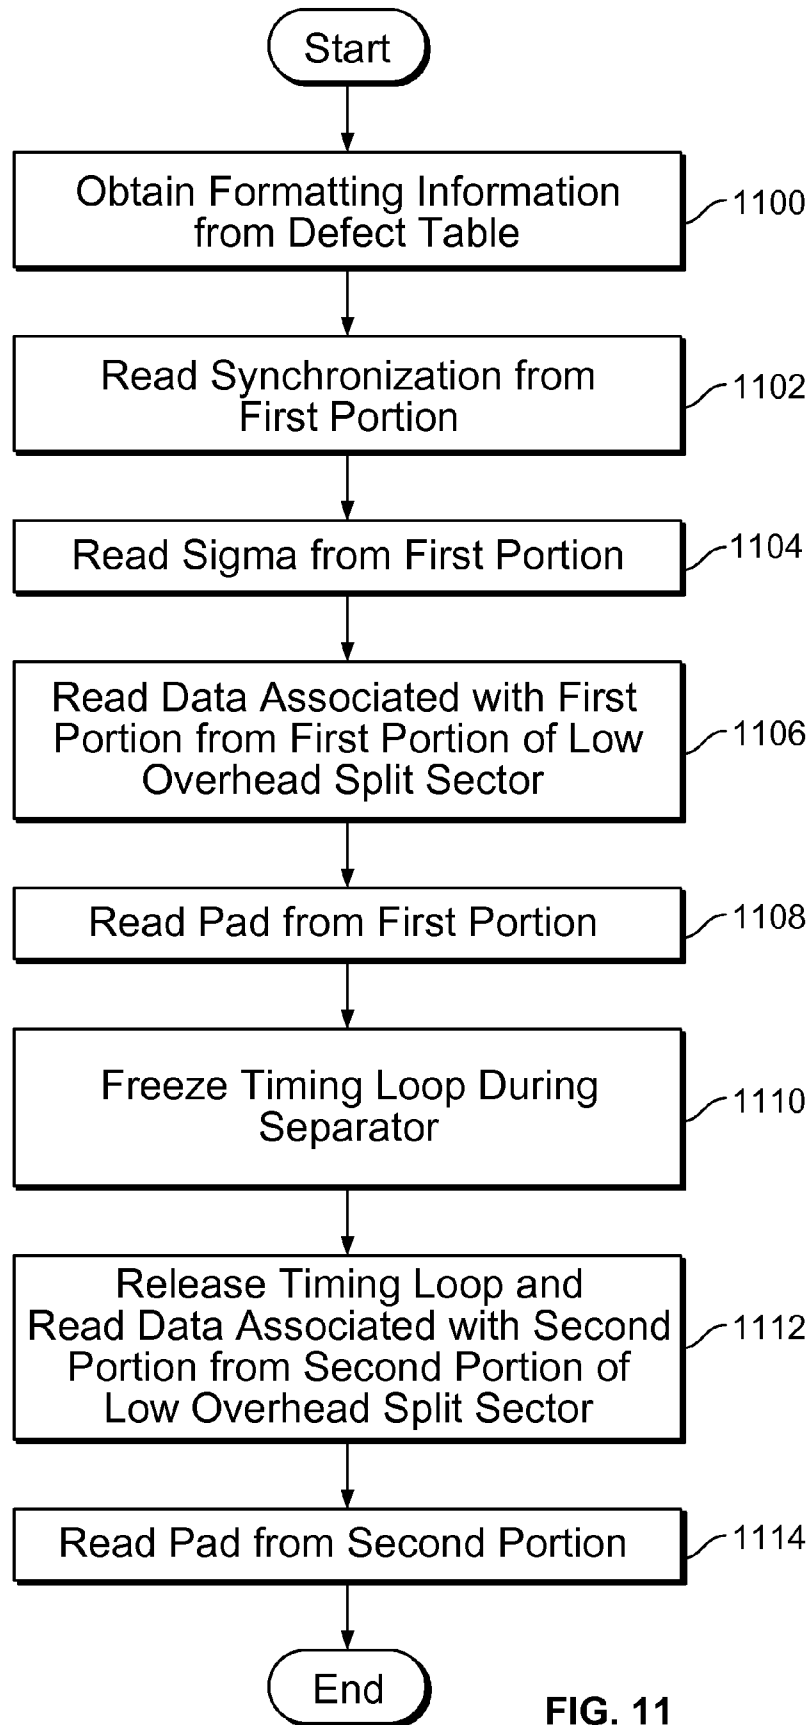 Start
Obtain Formatting Information
from Defect Table
1100
Read Synchronization from
First Portion
1102
Read Sigma from First Portion
1104
Read Data Associated with First
Portion from First Portion of Low
Overhead Split Sector
1106
Read Pad from First Portion
1108
Freeze Timing Loop During
Separator
1110
Release Timing Loop and
Read Data Associated with Second
Portion from Second Portion of
Low Overhead Split Sector
1112
Read Pad from Second Portion
1114
End
FIG. 11